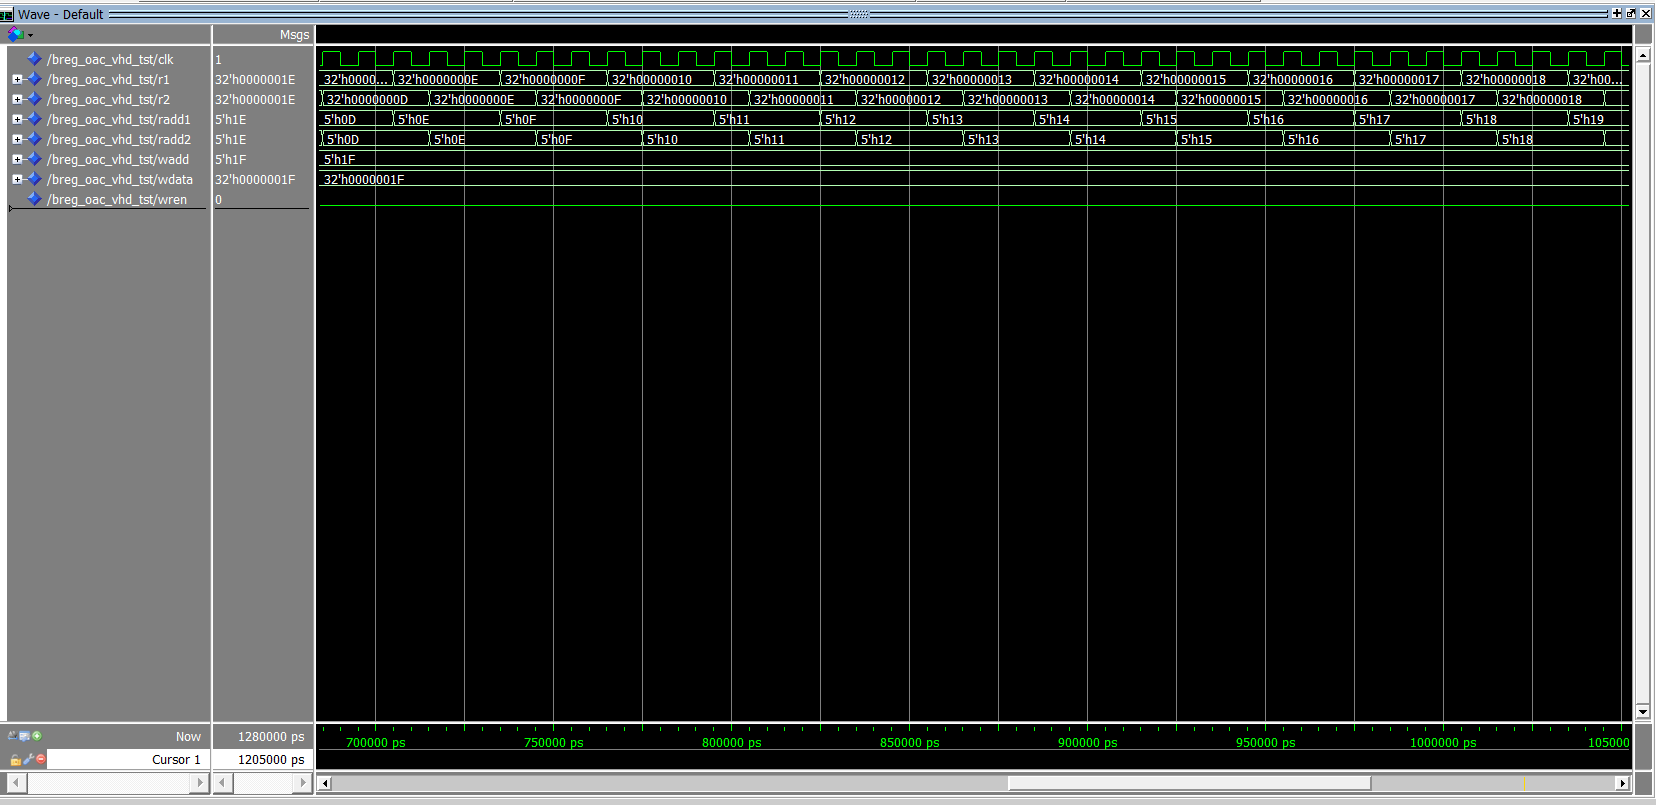 Wave - Default
Msgs
/breg_oac_vhd_tst/clk 1
/breg_oac_vhd_tst/r1 32'h0000001E 32'h0000... 32'h0000000E 32'h0000000F 32'h00000010 32'h00000011 32'h00000012 32'h00000013 32'h00000014 32'h00000015 32'h00000016 32'h00000017 32'h00000018 32'h00...
/breg_oac_vhd_tst/r2 32'h0000001E 32'h0000000D 32'h0000000E 32'h0000000F 32'h00000010 32'h00000011 32'h00000012 32'h00000013 32'h00000014 32'h00000015 32'h00000016 32'h00000017 32'h00000018
/breg_oac_vhd_tst/radd1 5'h1E 5'h0D 5'h0E 5'h0F 5'h10 5'h11 5'h12 5'h13 5'h14 5'h15 5'h16 5'h17 5'h18 5'h19
/breg_oac_vhd_tst/radd2 5'h1E 5'h0D 5'h0E 5'h0F 5'h10 5'h11 5'h12 5'h13 5'h14 5'h15 5'h16 5'h17 5'h18
/breg_oac_vhd_tst/wadd 5'h1F 5'h1F
/breg_oac_vhd_tst/wdata 32'h0000001F 32'h0000001F
/breg_oac_vhd_tst/wren 0
Now 1280000 ps 700000 ps 750000 ps 800000 ps 850000 ps 900000 ps 950000 ps 1000000 ps 105000
Cursor 1 1205000 ps